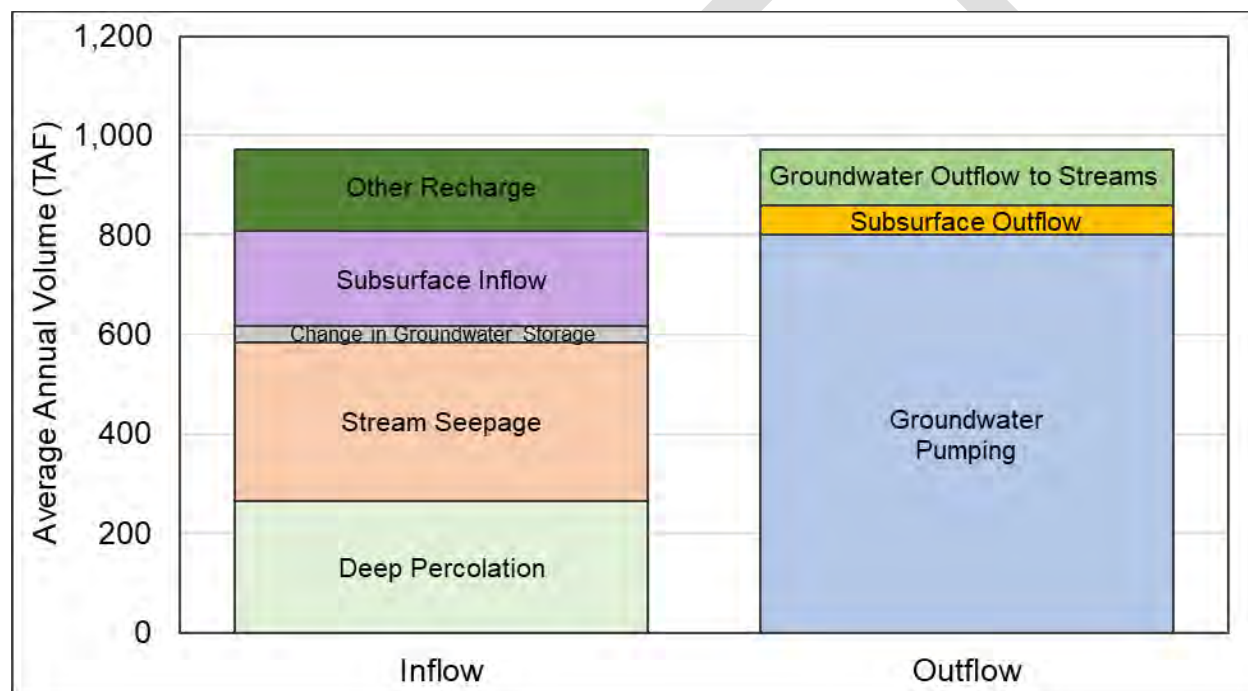 1,200
1,000
800
600
400
200
0
Average Annual Volume (TAF)
Other Recharge
Subsurface Inflow
Change in Groundwater Storage
Stream Seepage
Deep Percolation
Groundwater Outflow to Streams
Subsurface Outflow
Groundwater
Pumping
Inflow
Outflow